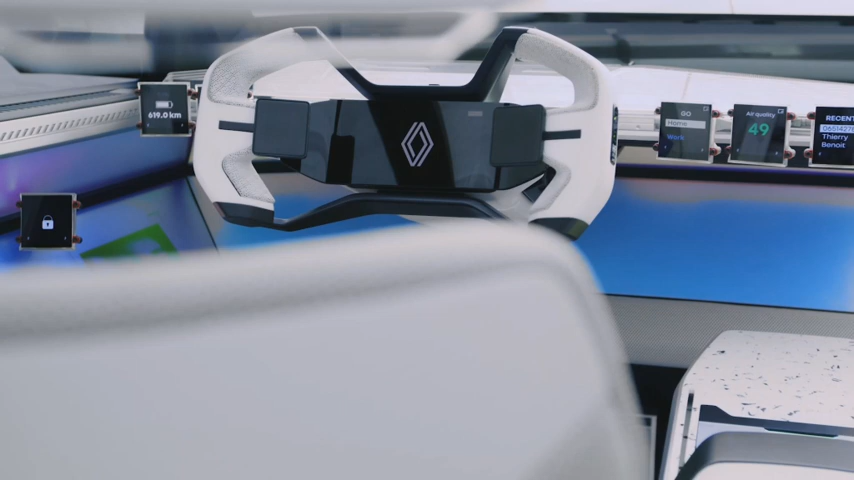 619.0 km
GO
Home
Work
Air quality
49
RECENT
Thierry
Benoit